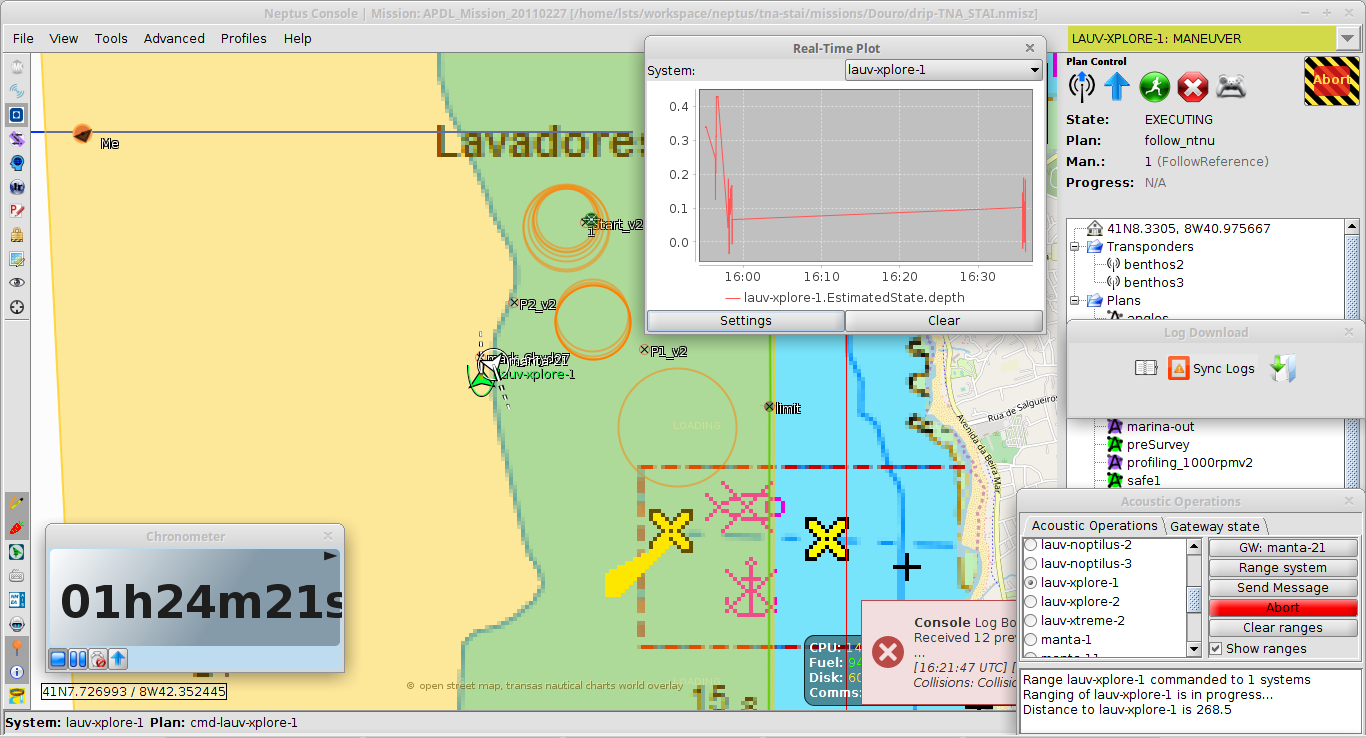 Neptus Console | Mission: APDL_Mission_20110227 [/home/lsts/workspace/neptus/tna-stai/missions/Douro/drip-TNA_STAI.nmisz]
File View Tools Advanced Profiles Help
LAUV-XPLORE-1: MANEUVER
Plan Control
Abort
State: EXECUTING
Plan: follow_ntnu
Man.: 1 (FollowReference)
Progress: N/A
41N8.3305, 8W40.975667
Transponders
benthos2
benthos3
Plans
angles
Real-Time Plot
System: lauv-xplore-1
0.4
0.3
0.2
0.1
0.0
16:00 16:10 16:20 16:30
lauv-xplore-1.EstimatedState.depth
Settings Clear
Me
Lavadores
Start_v2
1
P2_v2
P1_v2
lauv-xplore-1
limit
LOADING
LOADING
Rua de Salgueiros
Avenida da Beira Mar
Log Download
Sync Logs
marina-out
preSurvey
profiling_1000rpmv2
safe1
Chronometer
01h24m21s
41N7.726993 / 8W42.352445
© open street map, transas nautical charts world overlay
15 s
CPU: 14
Fuel: 94
Disk: 60
Comms:
Console Log Bo
Received 12 prev
...
[16:21:47 UTC] [
Collisions: Collisio
Acoustic Operations
Acoustic Operations Gateway state
lauv-noptilus-2
lauv-noptilus-3
lauv-xplore-1
lauv-xplore-2
lauv-xtreme-2
manta-1
manta-11
GW: manta-21
Range system
Send Message
Abort
Clear ranges
Show ranges
Range lauv-xplore-1 commanded to 1 systems
Ranging of lauv-xplore-1 is in progress...
Distance to lauv-xplore-1 is 268.5
System: lauv-xplore-1 Plan: cmd-lauv-xplore-1